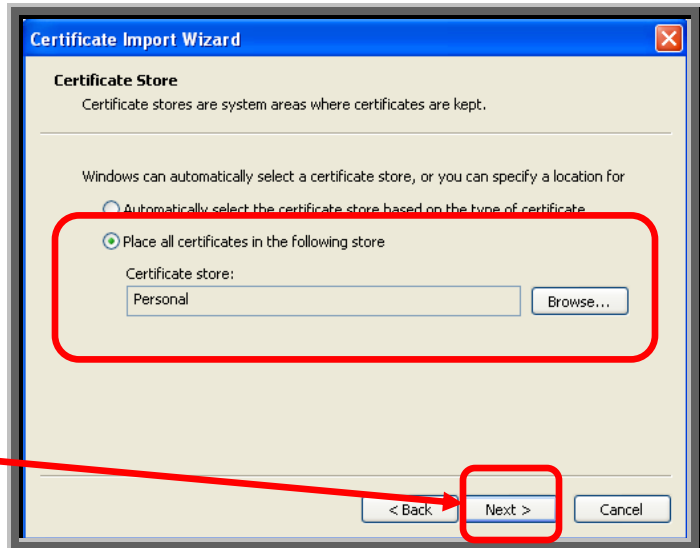 Certificate Import Wizard
Certificate Store
Certificate stores are system areas where certificates are kept.
Windows can automatically select a certificate store, or you can specify a location for
Automatically select the certificate store based on the type of certificate
Place all certificates in the following store
Certificate store:
Personal
Browse...
< Back
Next >
Cancel